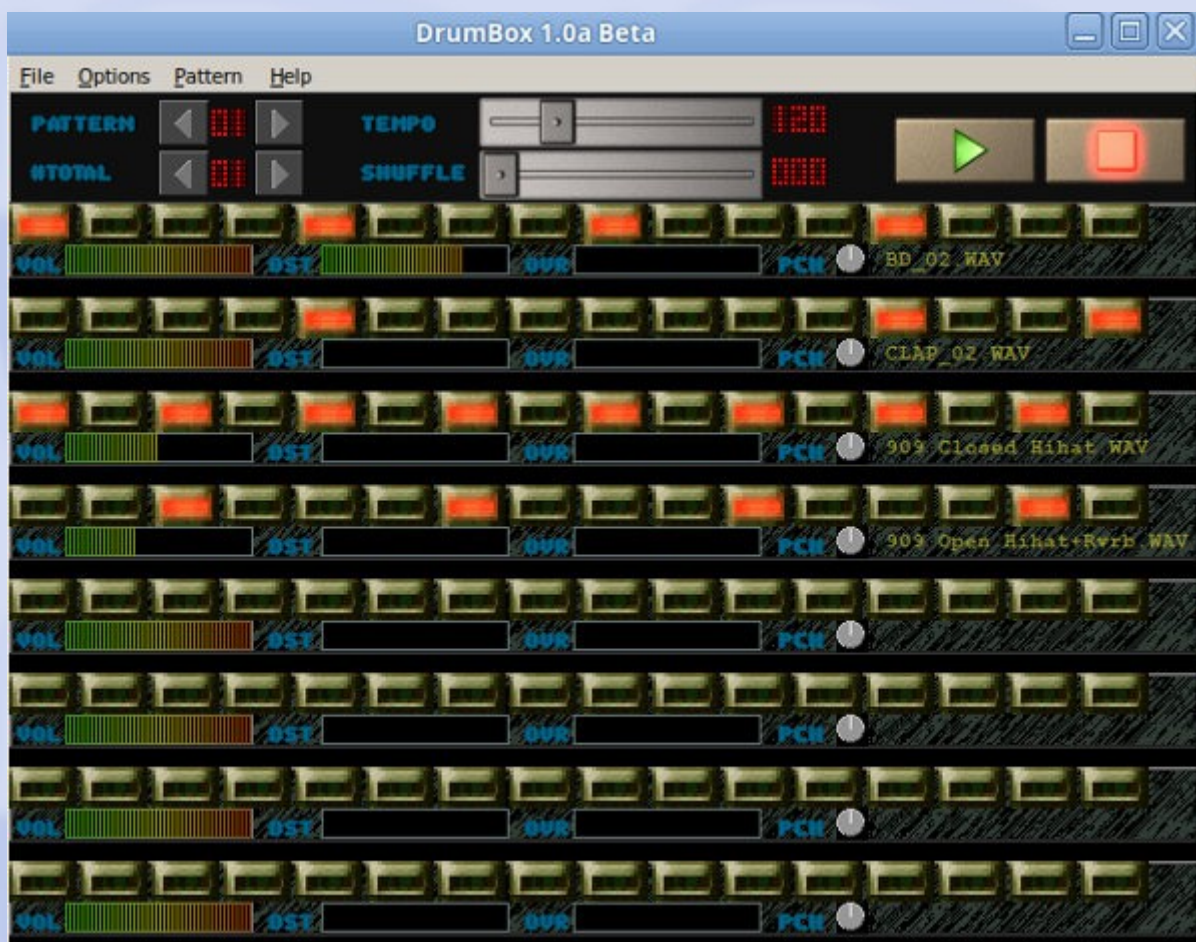 DrumBox 1.0a Beta
File Options Pattern Help
PATTERN 01 TEMPO 120
#TOTAL 01 SHUFFLE 000
VOL DST OVR PCH BD_02.WAV
VOL DST OVR PCH CLAP_02.WAV
VOL DST OVR PCH 909 Closed Hihat.WAV
VOL DST OVR PCH 909 Open Hihat+Rvrb.WAV
VOL DST OVR PCH
VOL DST OVR PCH
VOL DST OVR PCH
VOL DST OVR PCH